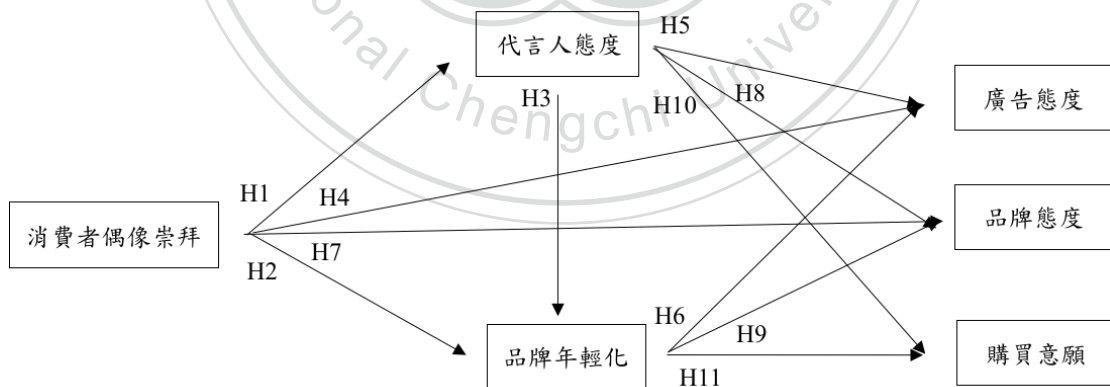 H5
代言人態度
H3
H10
H8
廣告態度
H1
H4
消費者偶像崇拜
H7
H2
品牌態度
H6
H9
品牌年輕化
H11
購買意願
Chengchi